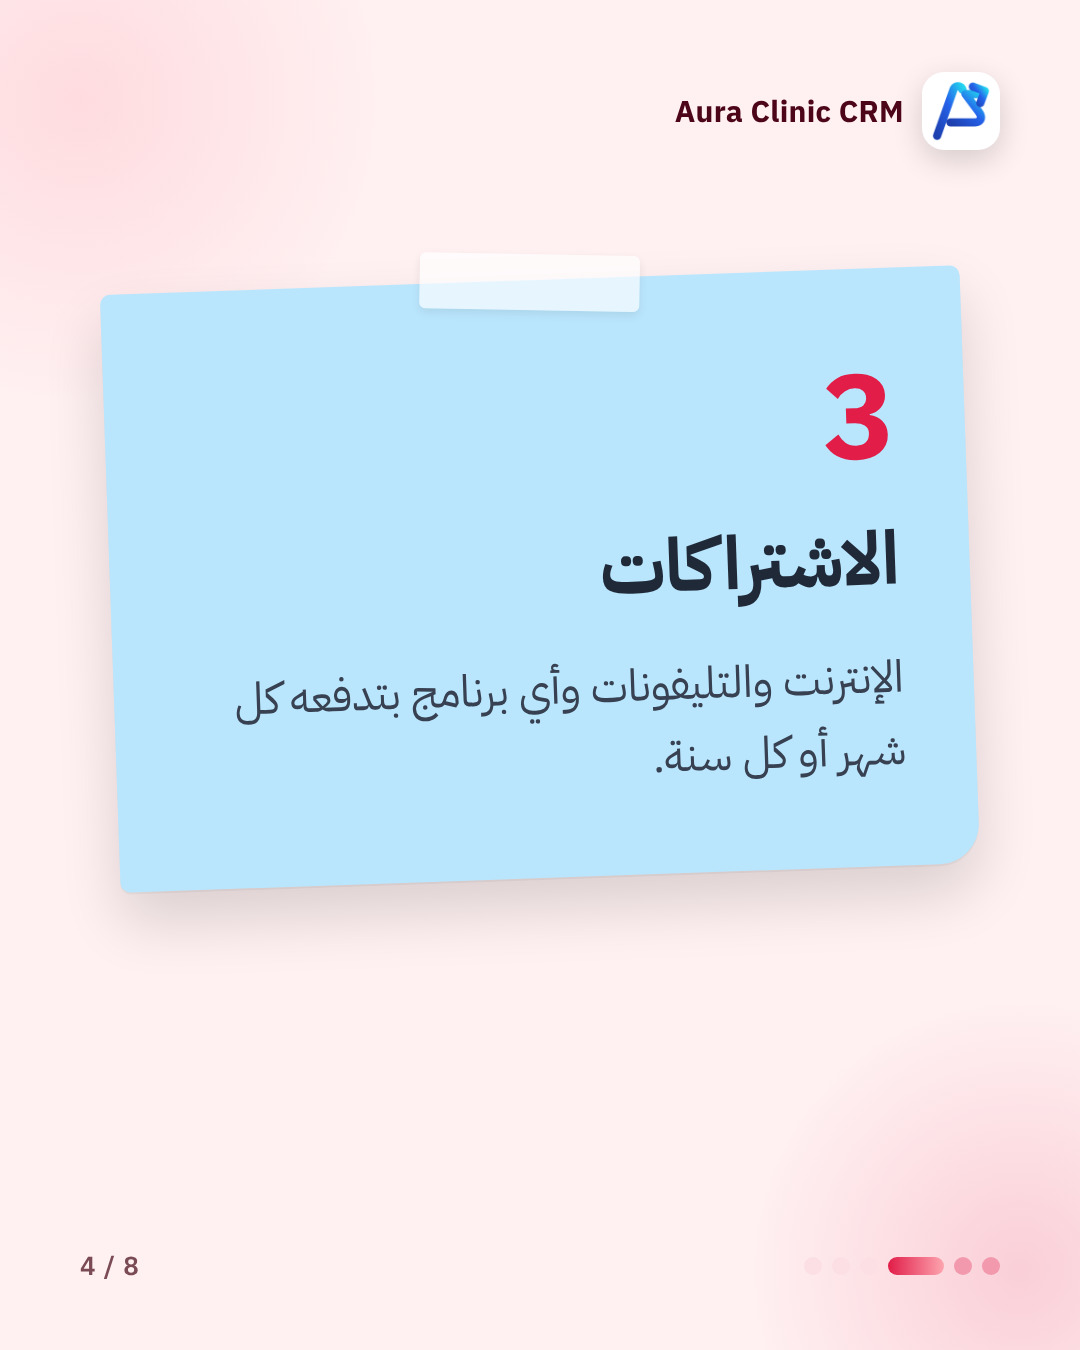 Aura Clinic CRM
3
الاشتراكات
الإنترنت والتليفونات وأي برنامج بتدفعه كل
شهر أو كل سنة.
4 / 8